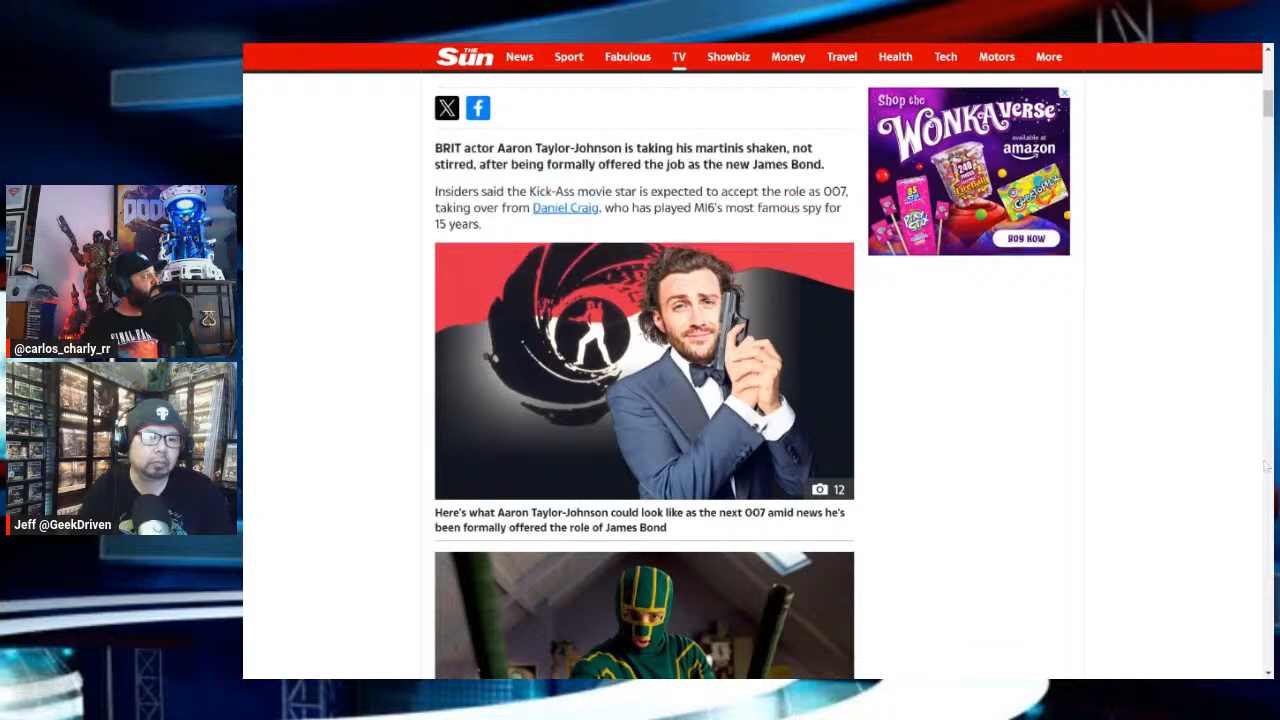 THE Sun
News Sport Fabulous TV Showbiz Money Travel Health Tech Motors More
BRIT actor Aaron Taylor-Johnson is taking his martinis shaken, not
stirred, after being formally offered the job as the new James Bond.
Insiders said the Kick-Ass movie star is expected to accept the role as 007,
taking over from Daniel Craig, who has played MI6's most famous spy for
15 years.
12
Here's what Aaron Taylor-Johnson could look like as the next 007 amid news he's
been formally offered the role of James Bond
Shop the
WONKAVERSE
available at
amazon
240
FIREBALL
BUY NOW
DOO
FINAL FA
@carlos_charly_rr
Jeff @GeekDriven